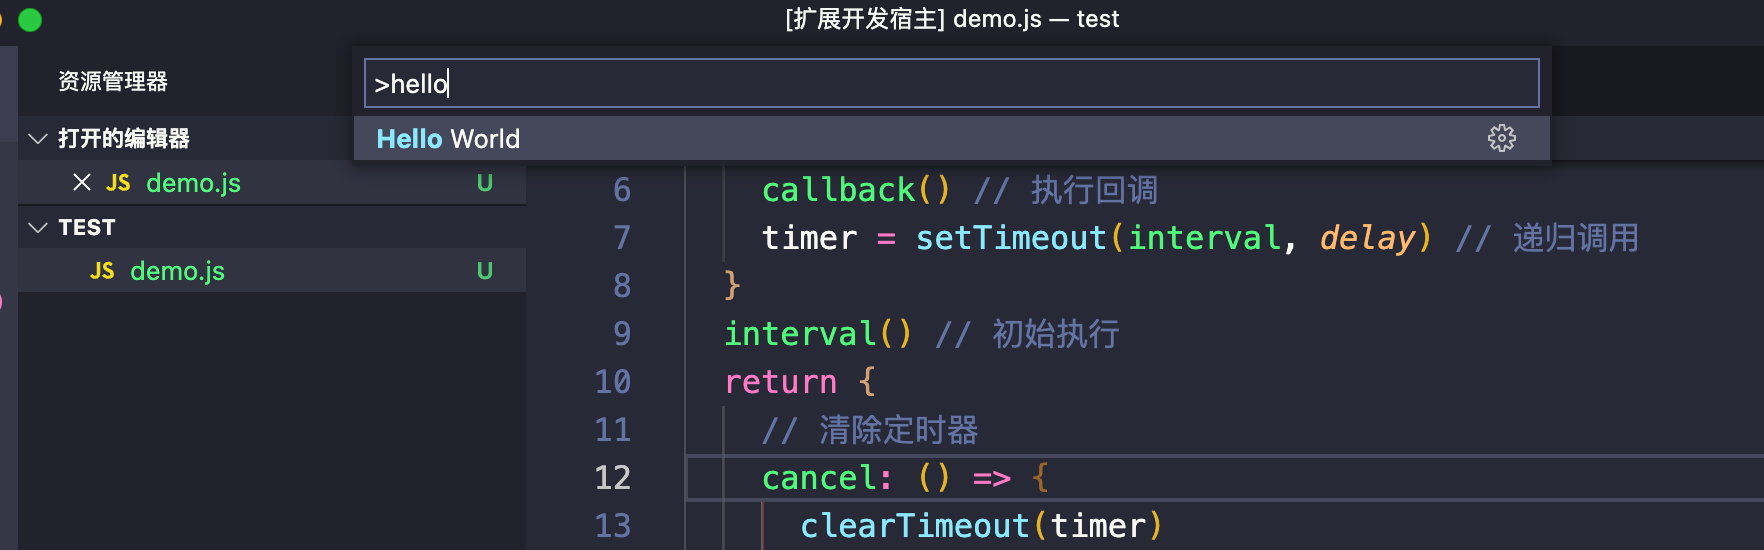 [扩展开发宿主] demo.js — test
资源管理器
>hello
Hello World
打开的编辑器
JS demo.js U
TEST
JS demo.js U
6 callback() // 执行回调
7 timer = setTimeout(interval, delay) // 递归调用
8 }
9 interval() // 初始执行
10 return {
11 // 清除定时器
12 cancel: () => {
13 clearTimeout(timer)